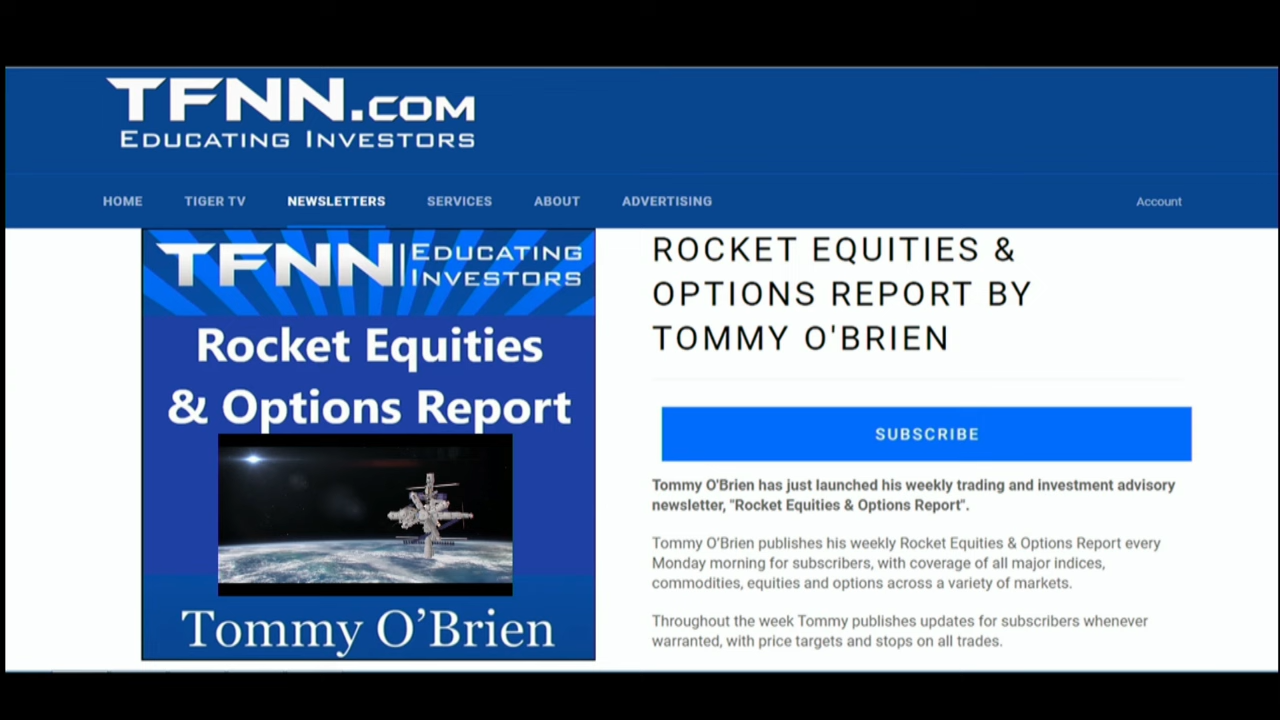 TFNN.COM
EDUCATING INVESTORS
HOME TIGER TV NEWSLETTERS SERVICES ABOUT ADVERTISING Account
TFNN EDUCATING
INVESTORS
Rocket Equities
& Options Report
Tommy O’Brien
ROCKET EQUITIES &
OPTIONS REPORT BY
TOMMY O'BRIEN
SUBSCRIBE
Tommy O'Brien has just launched his weekly trading and investment advisory
newsletter, "Rocket Equities & Options Report".
Tommy O’Brien publishes his weekly Rocket Equities & Options Report every
Monday morning for subscribers, with coverage of all major indices,
commodities, equities and options across a variety of markets.
Throughout the week Tommy publishes updates for subscribers whenever
warranted, with price targets and stops on all trades.